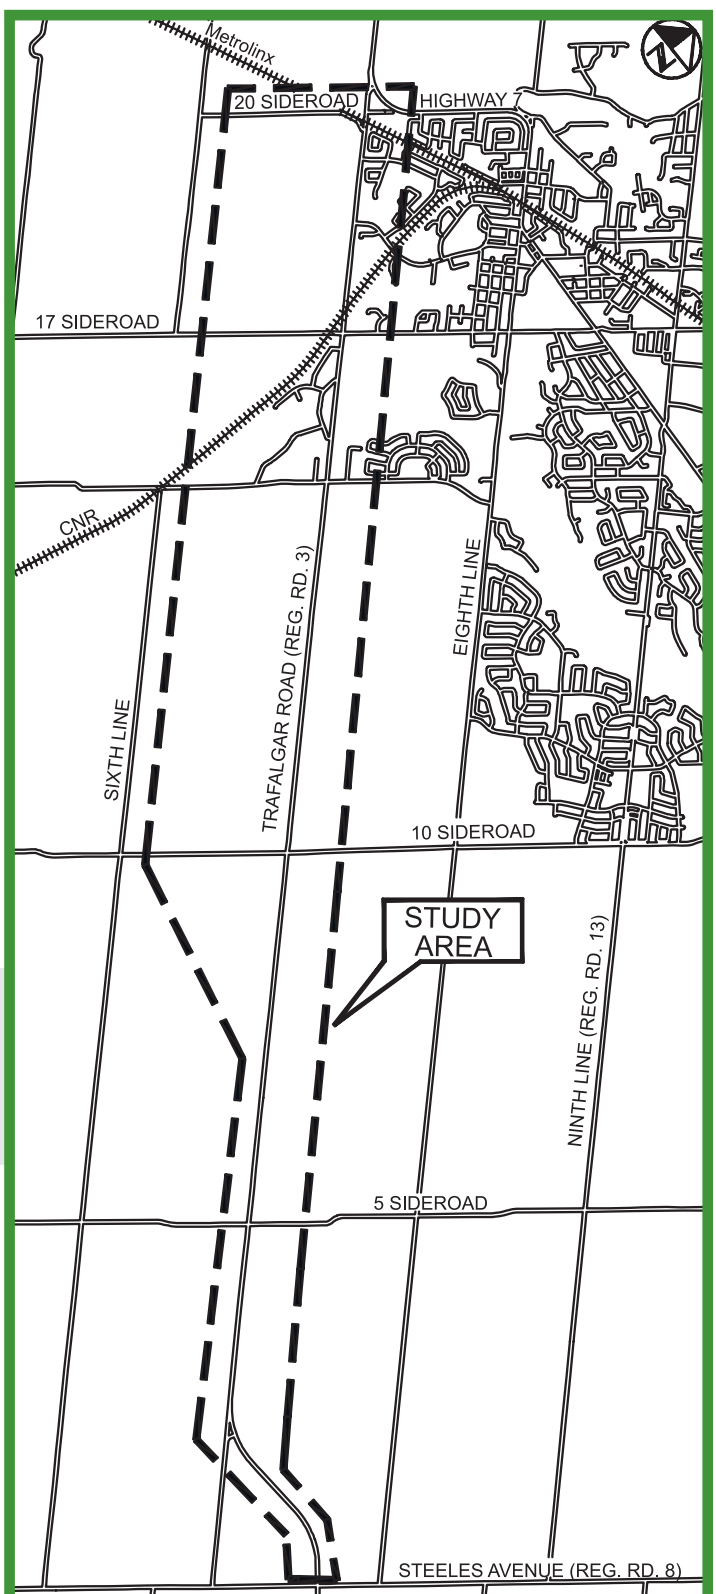 Metrolinx
N
20 SIDEROAD
HIGHWAY 7
17 SIDEROAD
CNR
TRAFALGAR ROAD (REG. RD. 3)
EIGHTH LINE
SIXTH LINE
10 SIDEROAD
STUDY
AREA
NINTH LINE (REG. RD. 13)
5 SIDEROAD
STEELES AVENUE (REG. RD. 8)